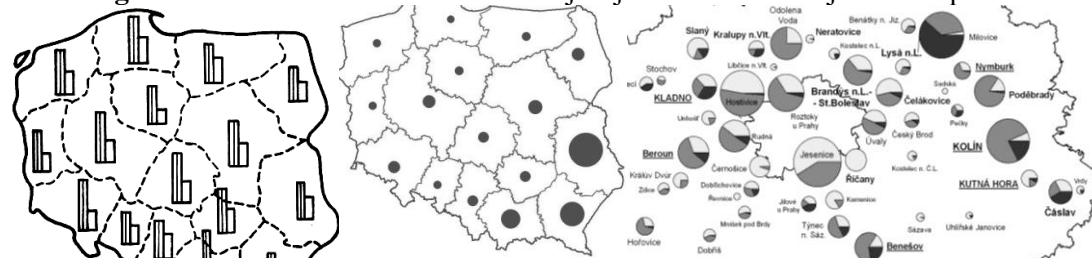 Odolena
Voda
Benátky n. Jiz.
Neratovice
Milovice
Slaný
Kralupy n.Vlt.
Kostelec n.L.
Lysá n.L.
Libčice n.Vlt.
Nymburk
Stochov
Sadská
KLADNO
Hostivice
Brandýs n.L.-
- St.Boleslav
Čelákovice
Poděbrady
Roztoky
u Prahy
Unhošť
Rudná
Úvaly
Český Brod
Pečky
KOLÍN
Beroun
Černošice
Jesenice
Kostelec n. Č.L.
Králův Dvůr
Říčany
KUTNÁ HORA
Zdice
Dobřichovice
Řevnice
Jílové
u Prahy
Kamenice
Vrdy
Čáslav
Mníšek pod Brdy
Týnec
n. Sáz.
Sázava
Uhlířské Janovice
Hořovice
Dobříš
Benešov